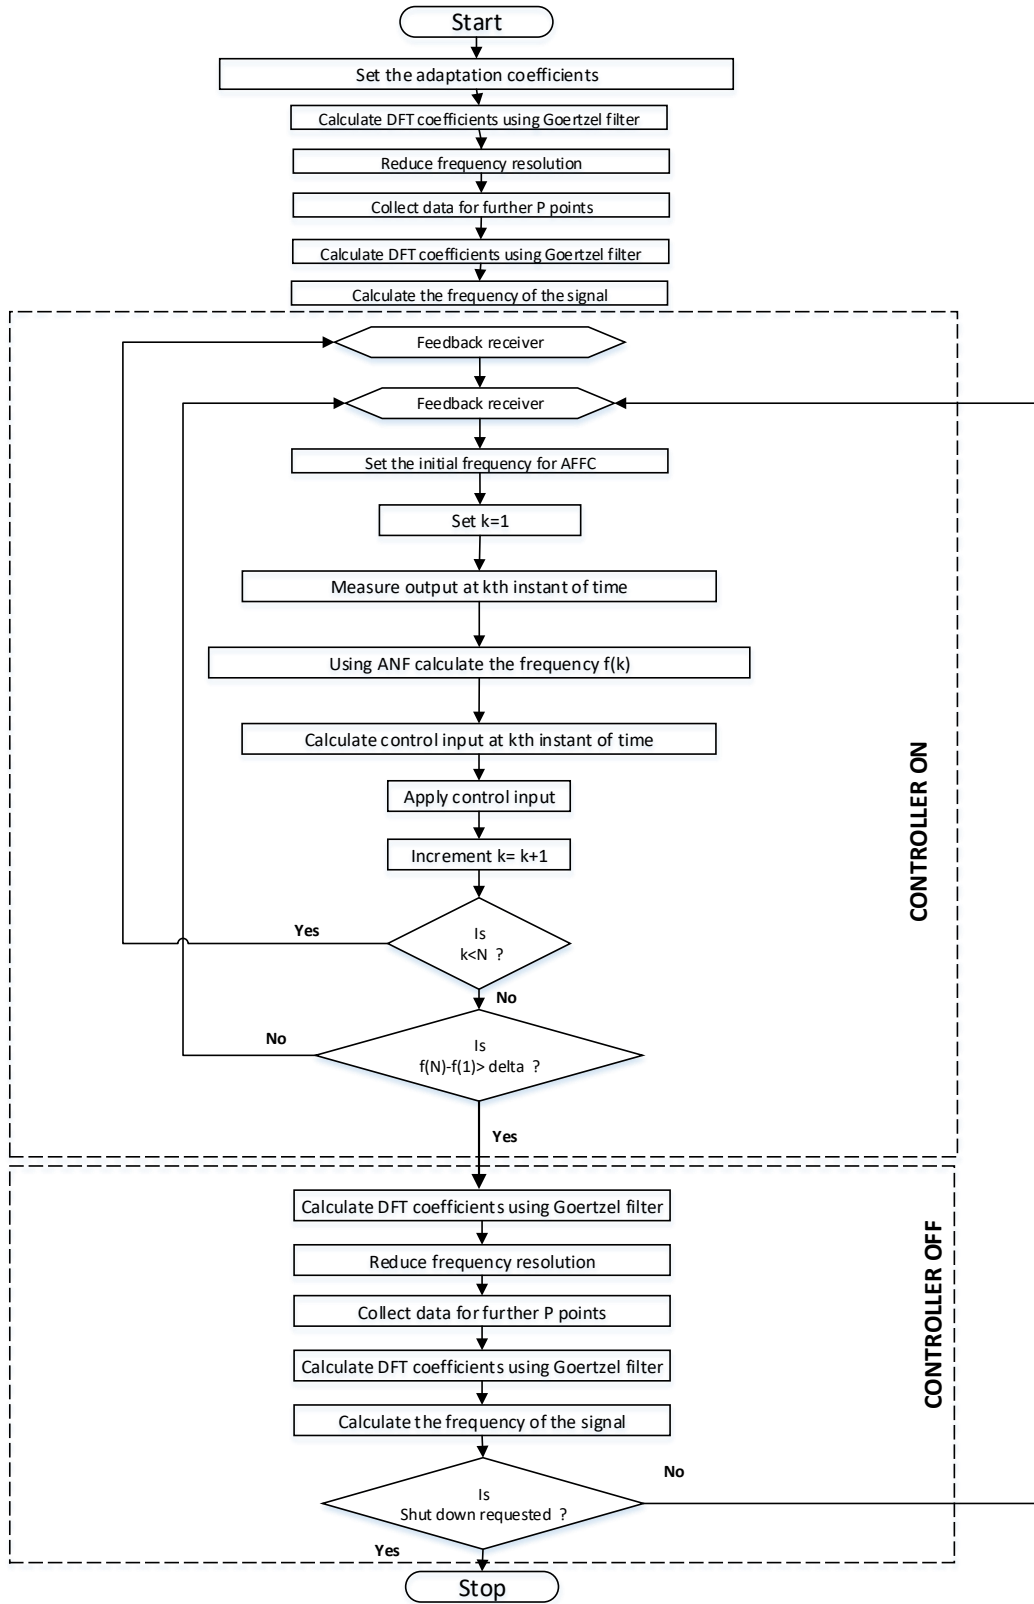 Start
Set the adaptation coefficients
Calculate DFT coefficients using Goertzel filter
Reduce frequency resolution
Collect data for further P points
Calculate DFT coefficients using Goertzel filter
Calculate the frequency of the signal
Feedback receiver
Feedback receiver
Set the initial frequency for AFFC
Set k=1
Measure output at kth instant of time
Using ANF calculate the frequency f(k)
Calculate control input at kth instant of time
Apply control input
Increment k= k+1
CONTROLLER ON
Is
k<N ?
Yes
No
Is
f(N)-f(1)> delta ?
No
Yes
Calculate DFT coefficients using Goertzel filter
Reduce frequency resolution
Collect data for further P points
Calculate DFT coefficients using Goertzel filter
Calculate the frequency of the signal
CONTROLLER OFF
Is
Shut down requested ?
No
Yes
Stop